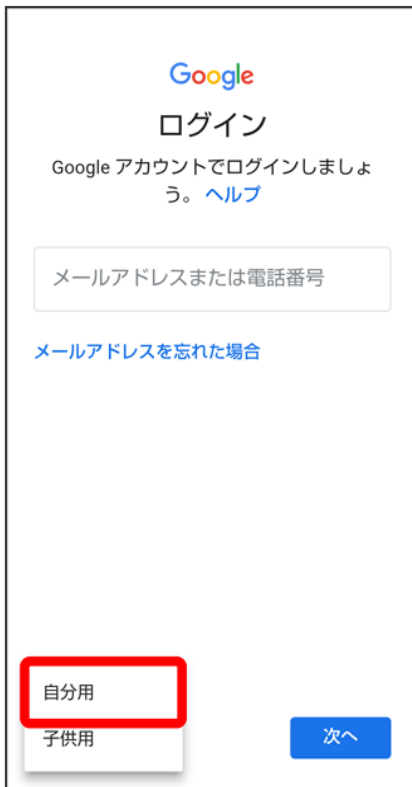 Google
ログイン
Google アカウントでログインしましょ
う。 ヘルプ
メールアドレスまたは電話番号
メールアドレスを忘れた場合
自分用
子供用
次へ